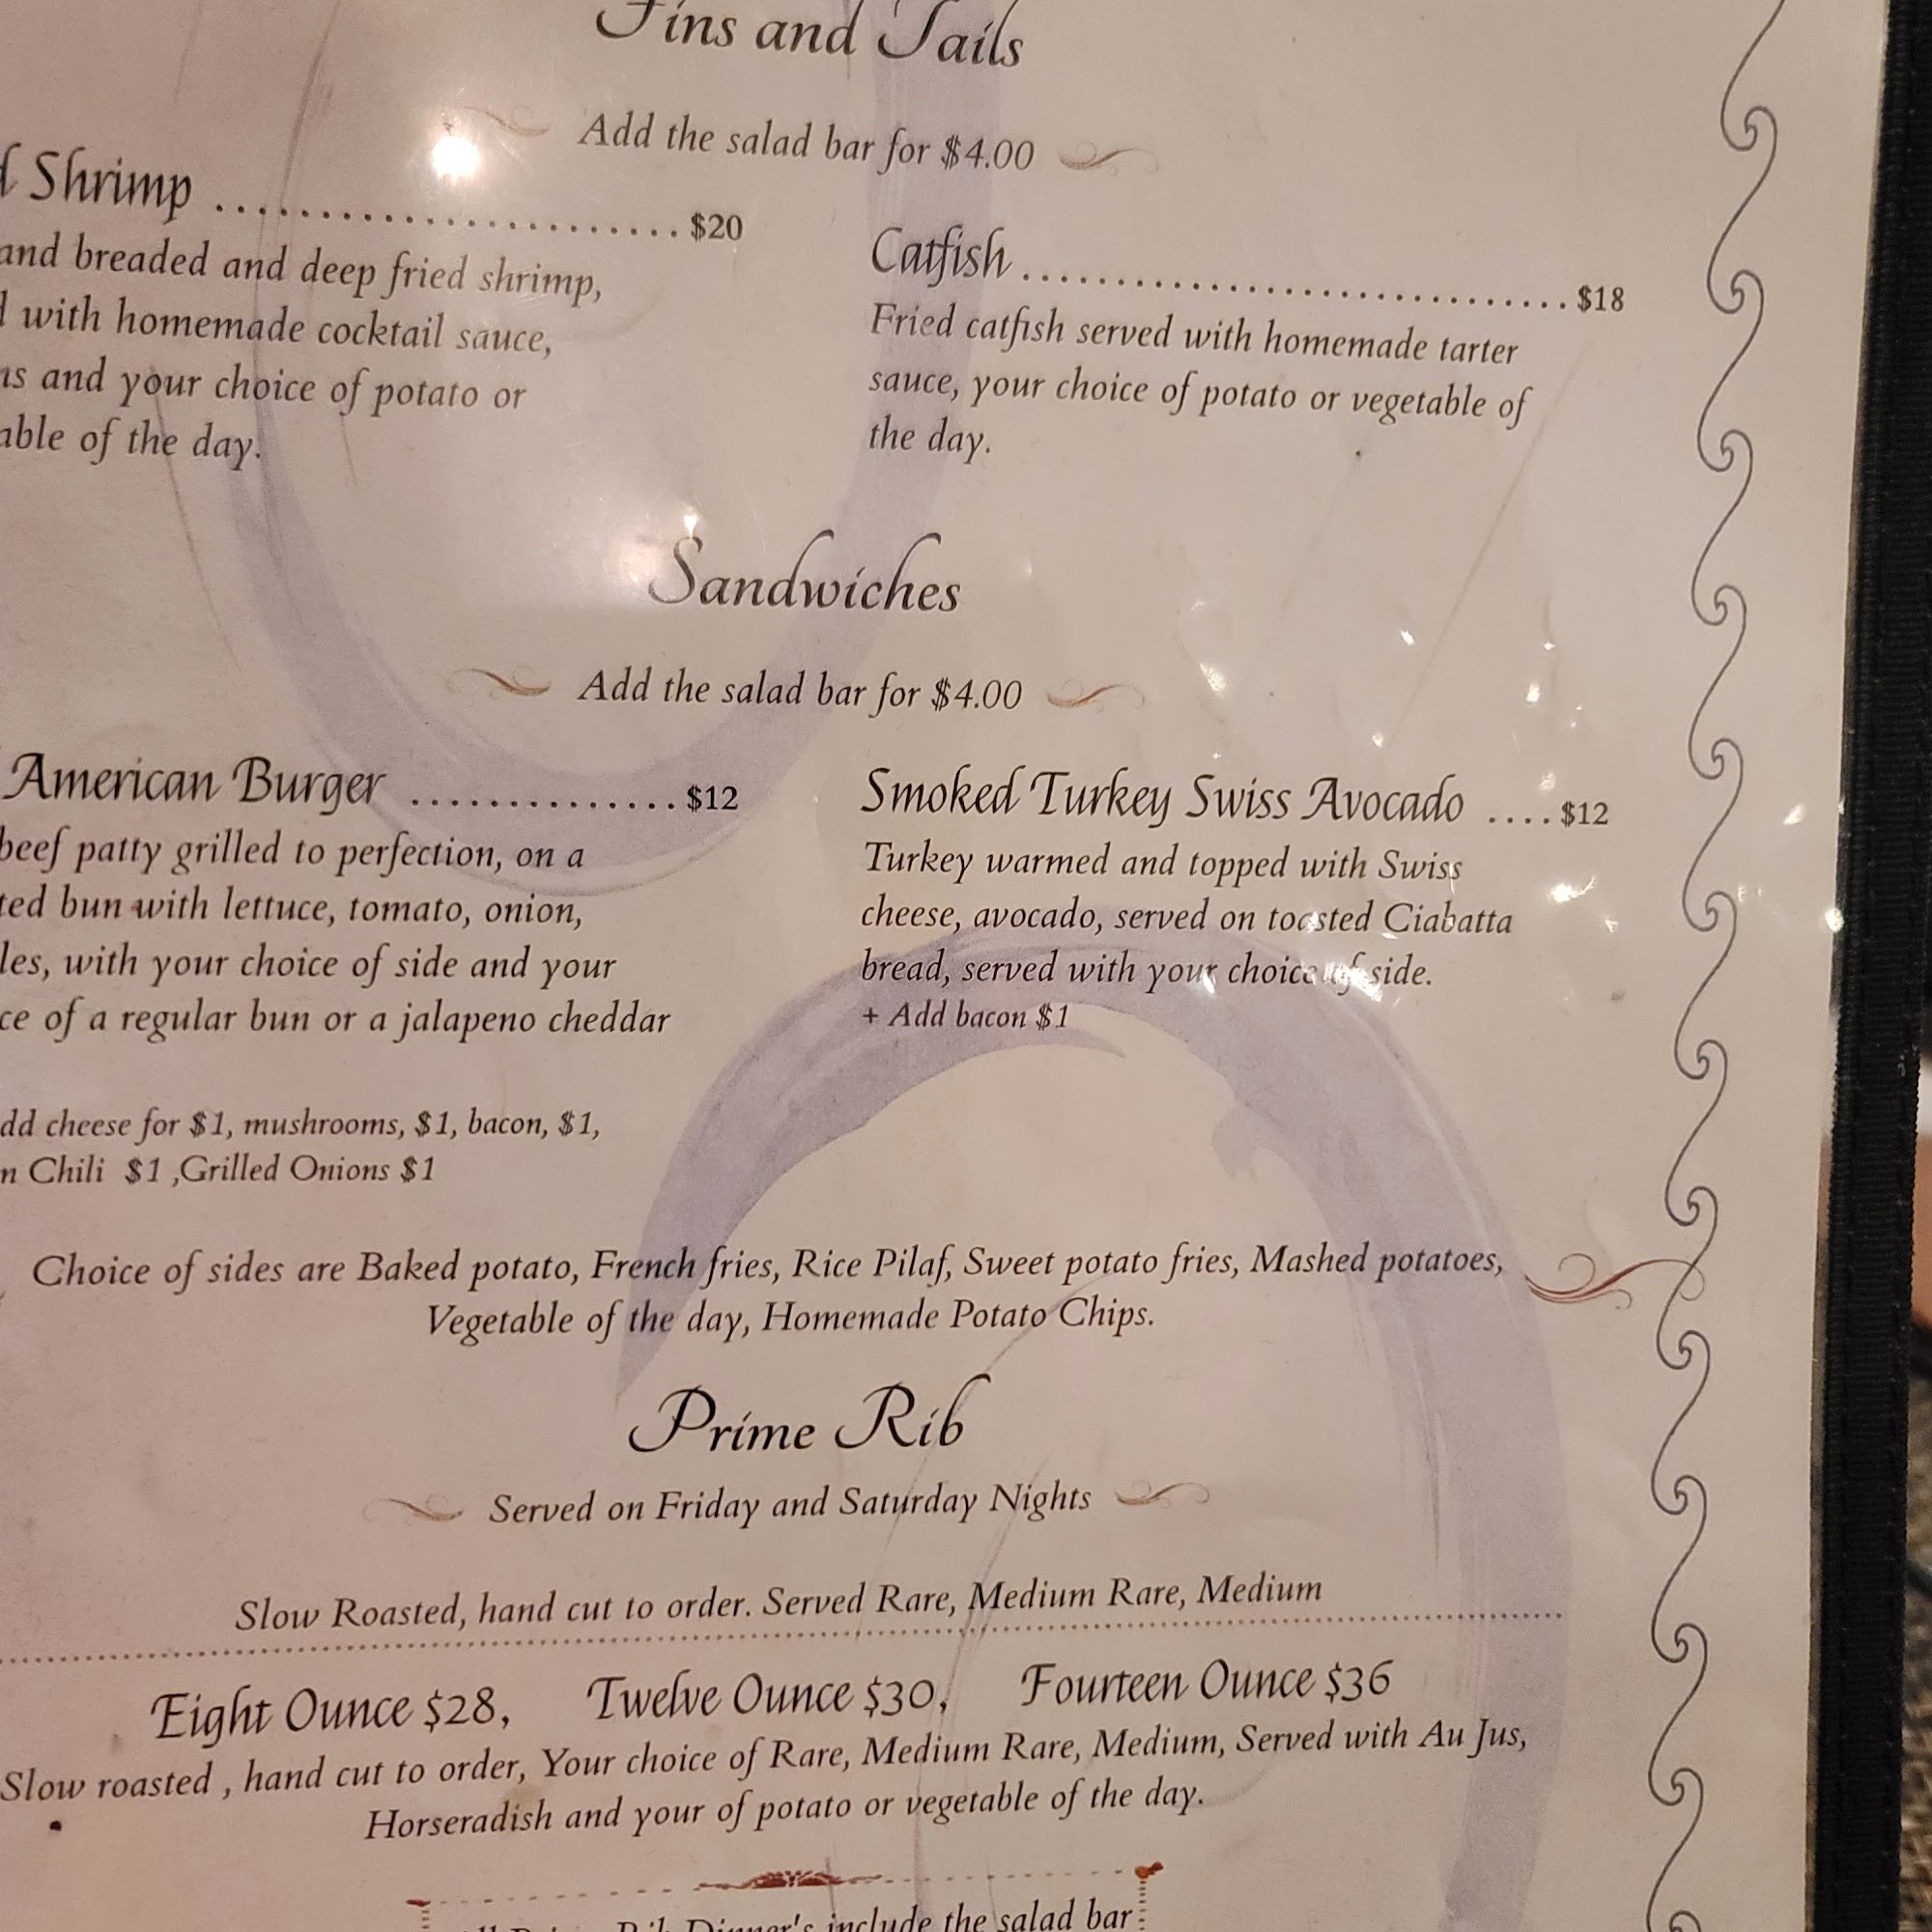 Fins and Tails
Add the salad bar for $4.00
Shrimp ........................ $20
and breaded and deep fried shrimp,
with homemade cocktail sauce,
and your choice of potato or
of the day.
Catfish .............................. $18
Fried catfish served with homemade tarter
sauce, your choice of potato or vegetable of
the day.
Sandwiches
Add the salad bar for $4.00
American Burger ............... $12
beef patty grilled to perfection, on a
bun with lettuce, tomato, onion,
with your choice of side and your
of a regular bun or a jalapeno cheddar
cheese for $1, mushrooms, $1, bacon, $1,
Chili $1 ,Grilled Onions $1
Smoked Turkey Swiss Avocado .... $12
Turkey warmed and topped with Swiss
cheese, avocado, served on toasted Ciabatta
bread, served with your choice of side.
+ Add bacon $1
Choice of sides are Baked potato, French fries, Rice Pilaf, Sweet potato fries, Mashed potatoes,
Vegetable of the day, Homemade Potato Chips.
Prime Rib
Served on Friday and Saturday Nights
Slow Roasted, hand cut to order. Served Rare, Medium Rare, Medium
Eight Ounce $28, Twelve Ounce $30, Fourteen Ounce $36
Slow roasted , hand cut to order, Your choice of Rare, Medium Rare, Medium, Served with Au Jus,
Horseradish and your of potato or vegetable of the day.
Rib Dinner's include the salad bar